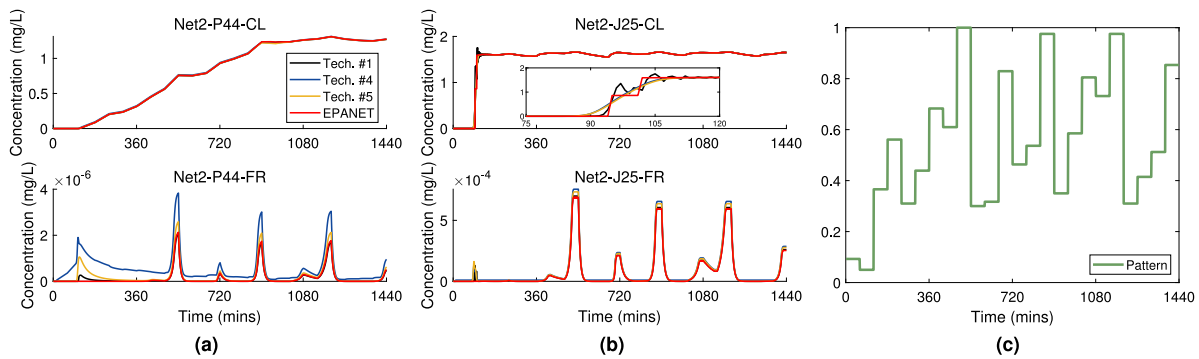 Net2-P44-CL
Concentration (mg/L)
1
0.5
0
Tech. #1
Tech. #4
Tech. #5
EPANET
0 360 720 1080 1440
Net2-P44-FR
×10⁻⁶
Concentration (mg/L)
4
2
0
0 360 720 1080 1440
Time (mins)
(a)
Net2-J25-CL
Concentration (mg/L)
2
1
0
2
1
0
75 90 105 120
0 360 720 1080 1440
Net2-J25-FR
×10⁻⁴
Concentration (mg/L)
5
0
0 360 720 1080 1440
Time (mins)
(b)
1
0.8
0.6
0.4
0.2
0
Pattern
0 360 720 1080 1440
Time (mins)
(c)